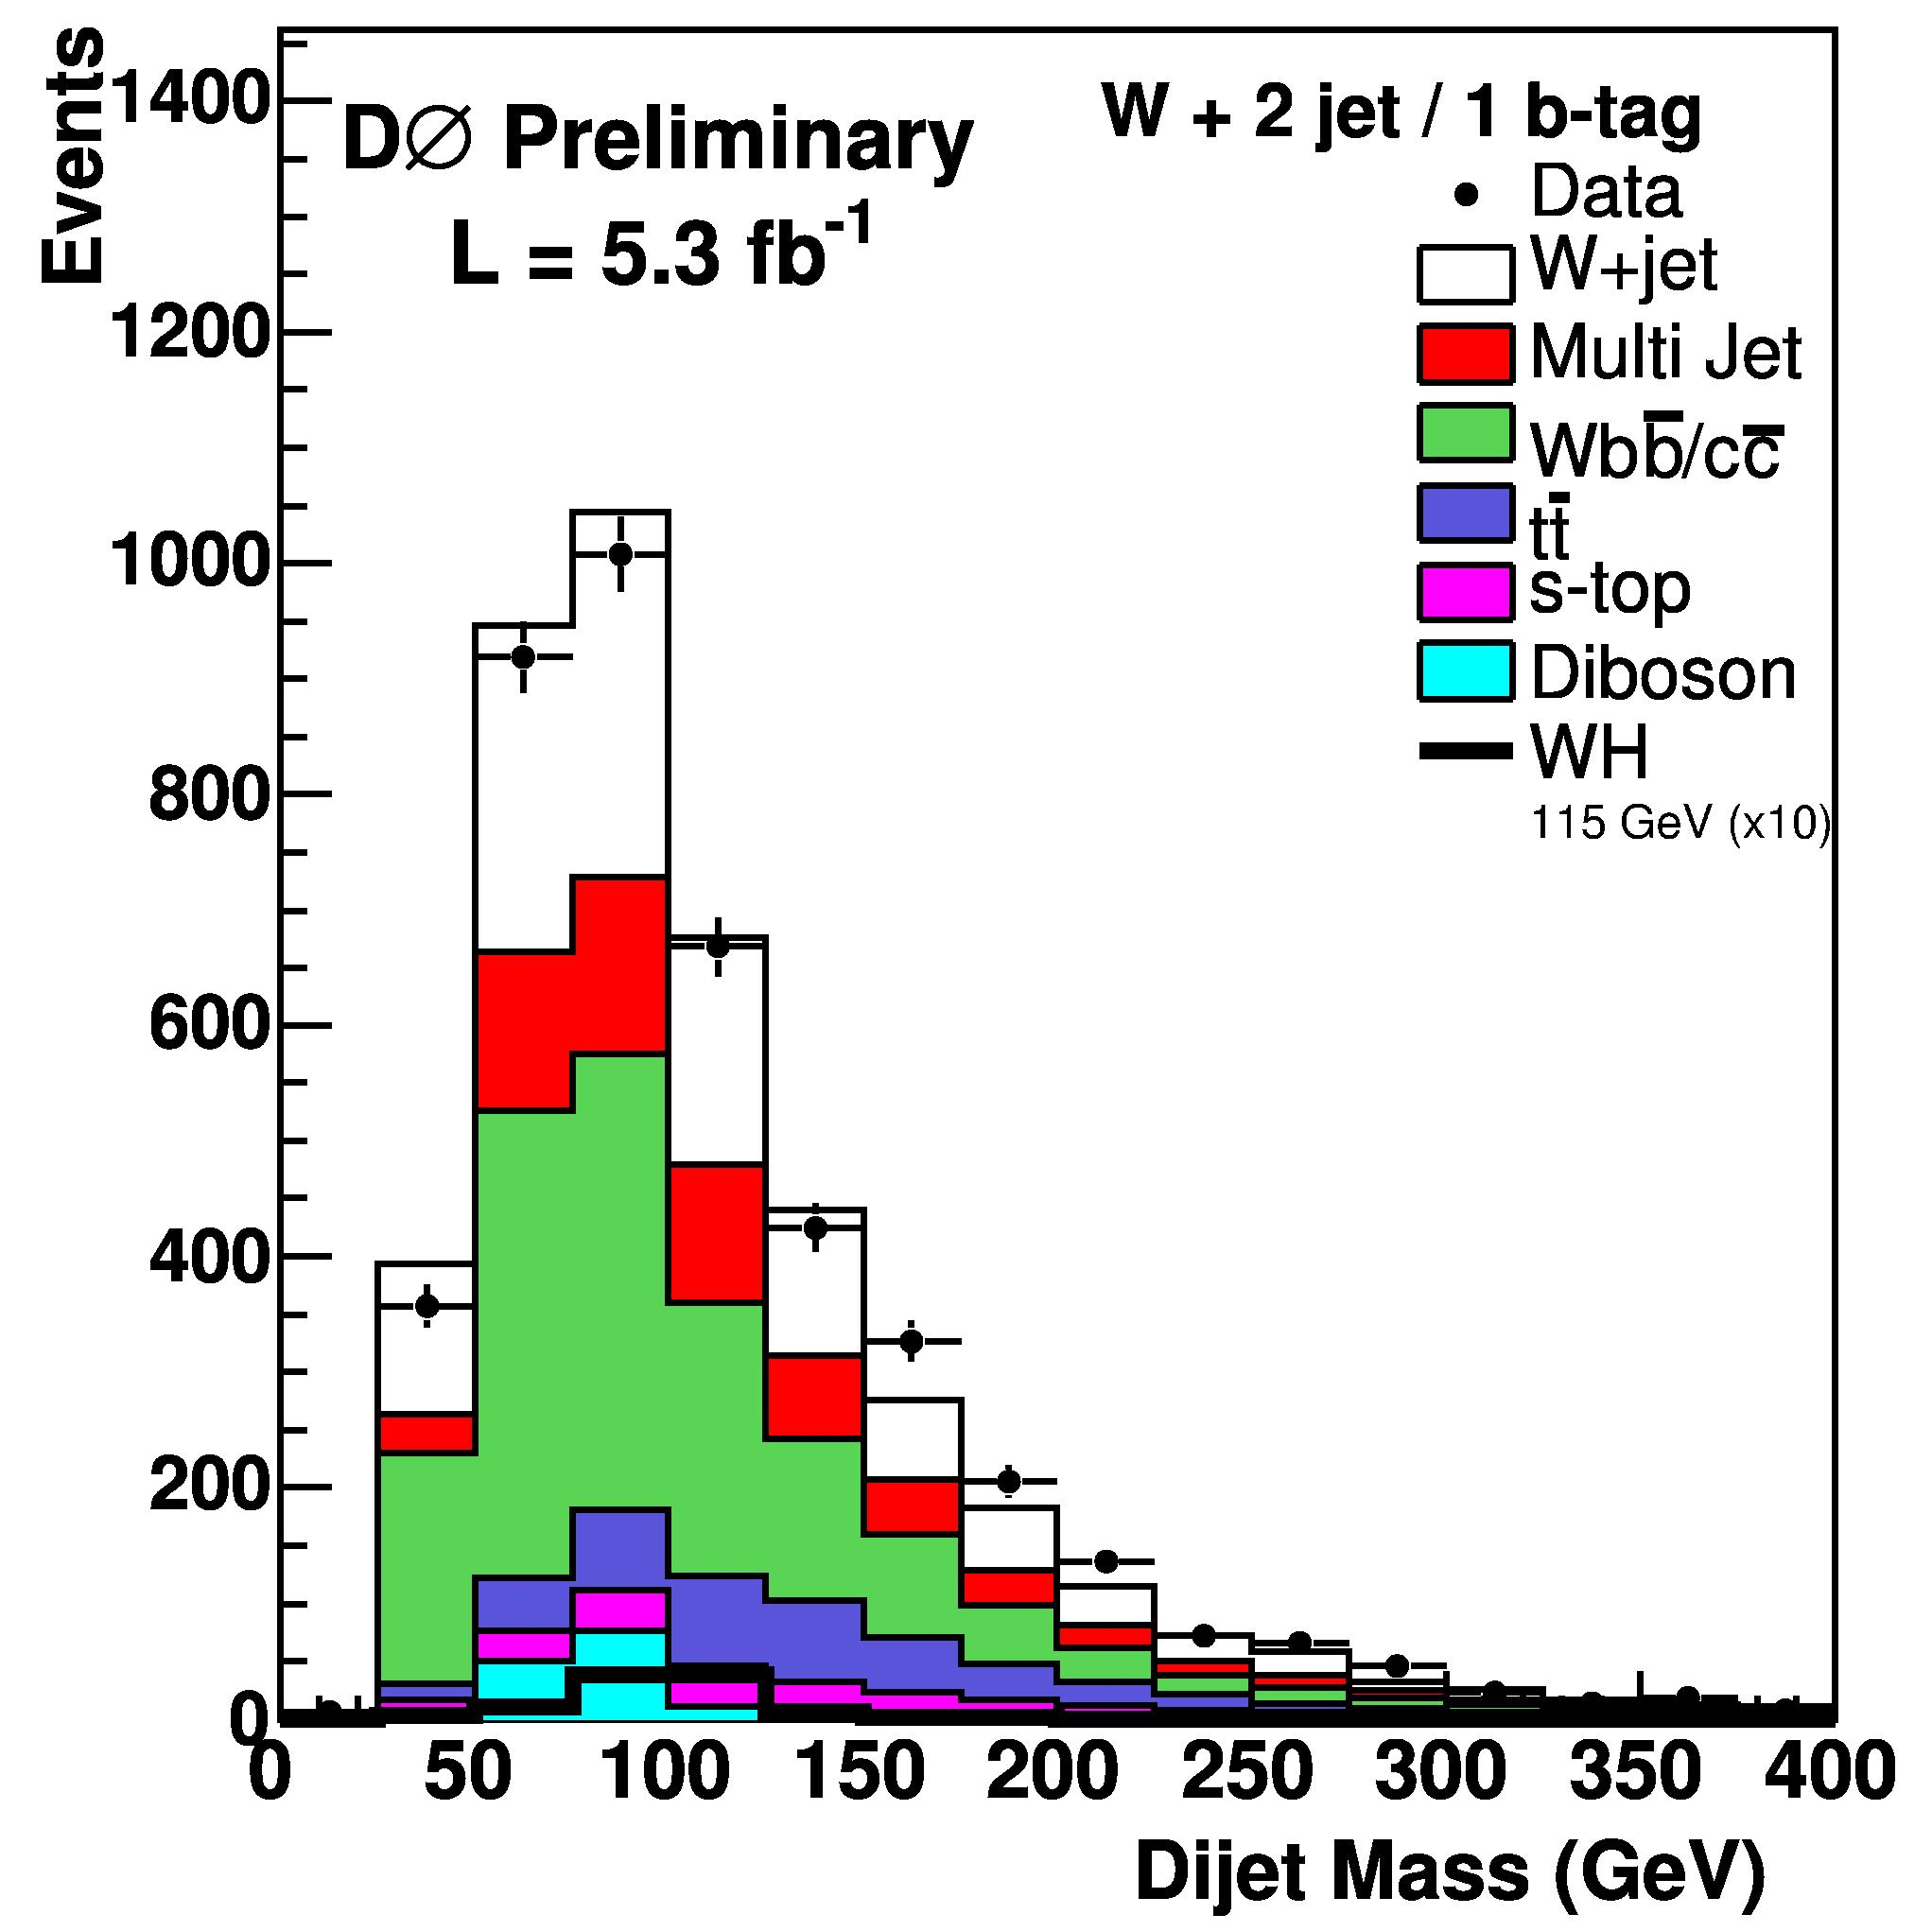 Events
1400
1200
1000
800
600
400
200
0
DØ Preliminary
L = 5.3 fb⁻¹
W + 2 jet / 1 b-tag
Data
W+jet
Multi Jet
Wbb̅/cc̅
tt̅
s-top
Diboson
WH
115 GeV (x10)
0 50 100 150 200 250 300 350 400
Dijet Mass (GeV)